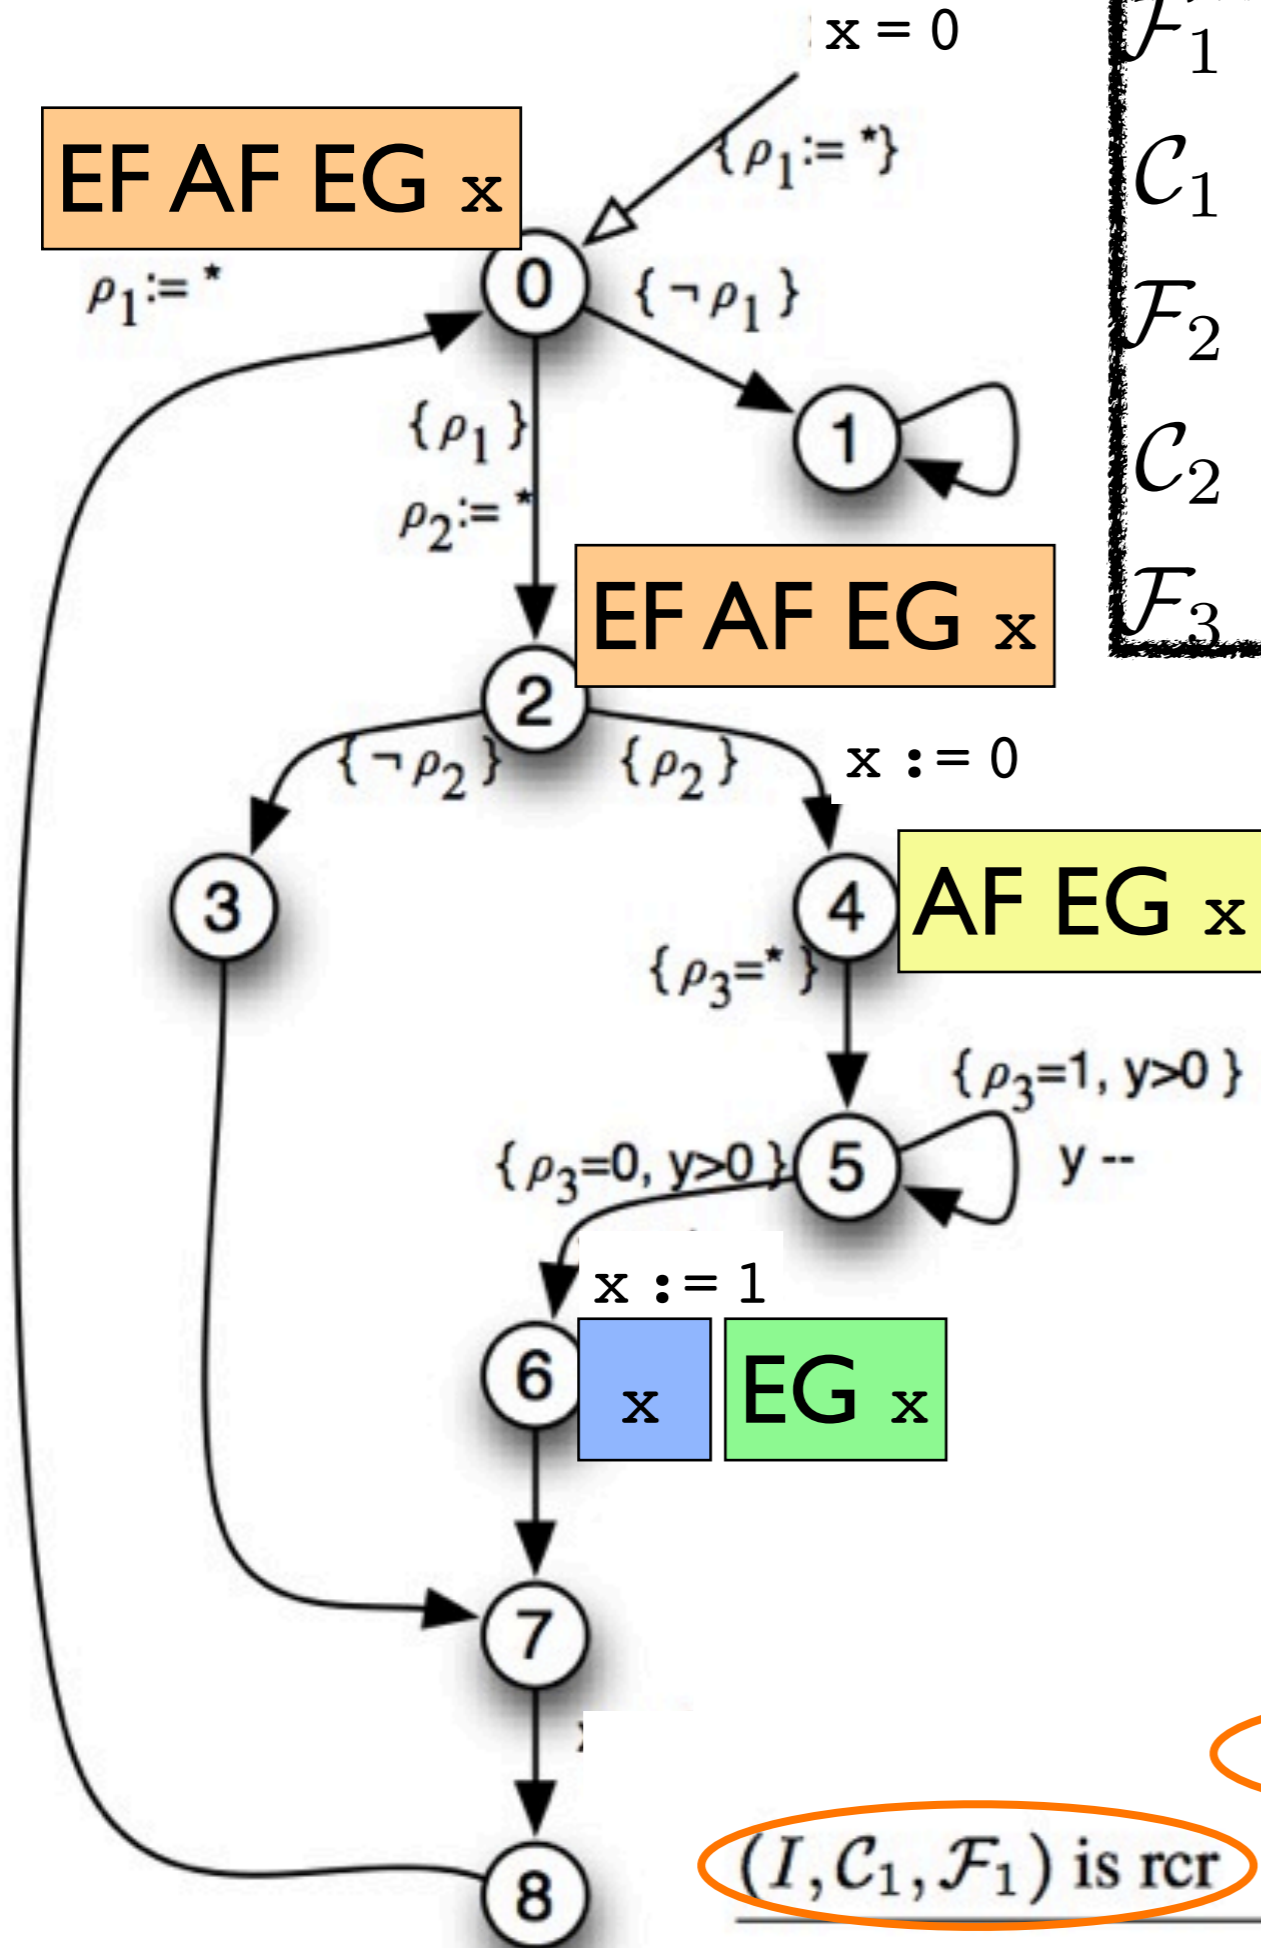 x = 0
ℱ₁
{ρ₁:= *}
EF AF EG x
𝒞₁
0
ρ₁:= *
{¬ρ₁}
ℱ₂
{ρ₁}
1
𝒞₂
ρ₂:= *
EF AF EG x
ℱ₃
2
{¬ρ₂}
{ρ₂}
x := 0
3
4
AF EG x
{ρ₃=*}
{ρ₃=1, y>0}
{ρ₃=0, y>0}
5
y --
x := 1
6
x
EG x
7
8
(I, 𝒞₁, ℱ₁) is rcr